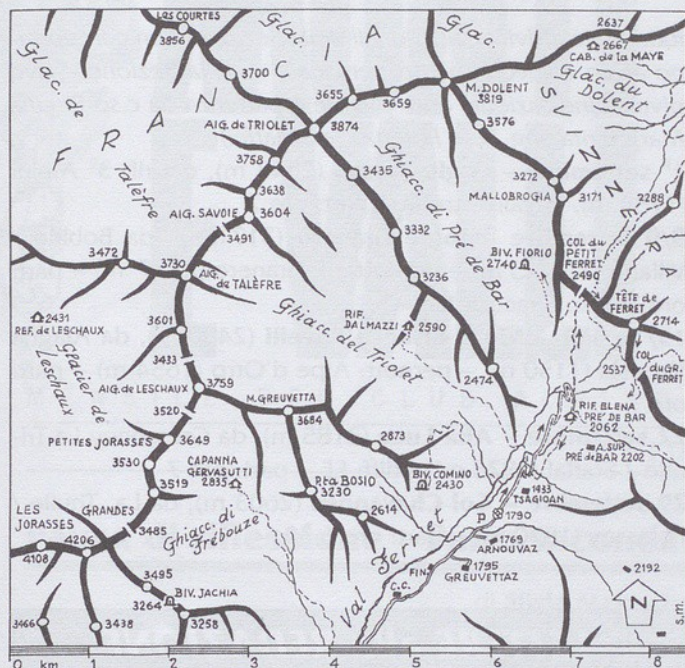 LES COURTES
3856
3700
Glac. de
Talèfre
FRANCIA
Glac.
Glac.
2637
2667
CAB. de la MAYE
Glac. du
Dolent
3655
3659
M. DOLENT
3819
SVIZZERA
AIG. de TRIOLET
3874
3576
3758
3435
3638
3272
M. ALLOBROGIA
3171
AIG. SAVOIE
3604
Ghiacc. di Pré de Bar
2288
3491
3332
3472
3730
AIG.
de TALÈFRE
BIV. FIORIO
2740
COL du
PETIT
FERRET
2490
3236
TÊTE de
FERRET
2714
2431
REF. de LESCHAUX
Glacier de
Leschaux
3601
RIF.
DALMAZZI
2590
Ghiacc. del Triolet
3433
2474
COL
du GR.
FERRET
2537
AIG. de LESCHAUX
3759
M. GREUVETTA
3684
RIF. ELENA
PRÉ de BAR
2062
3520
PETITES JORASSES
3649
2873
A. SUP.
PRÉ de BAR 2202
3530
CAPANNA
GERVASUTTI
2835
Pta BOSIO
3230
BIV. COMINO
2430
TSAQOAN
3519
2614
P
1790
LES
JORASSES
GRANDES
3485
Ghiacc. di
Frébouze
Val Ferret
1769
ARNOUVAZ
4108
4206
FIN.
1795
GREUVETTAZ
2192
3495
BIV. JACHIA
3264
C.C.
N
3466
3438
3258
s.m.
0 km 1 2 3 4 5 6 7 8